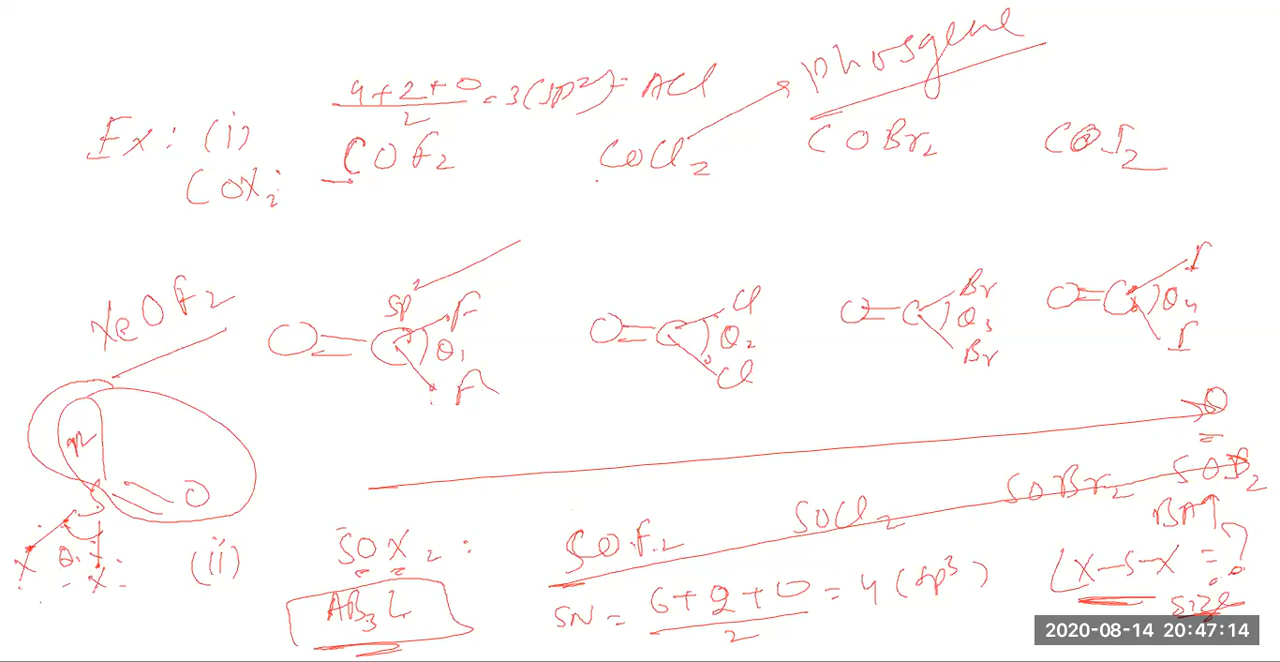 phosgene
4+2+0 / 2 = 3 (sp²)
Ex: (i) COF₂ COCl₂ COBr₂ COI₂
COX₂:
XeOF₂
sp²
O=C F F θ₁
O=C Cl Cl θ₂
O=C Br Br θ₃
O=C I I θ₄
O
θ
X X
(ii) SOX₂: SOF₂ SOCl₂ SOBr₂ SOI₂
BA↑
AB₃L
SN = 6+2+0 / 2 = 4 (sp³)
∠X-S-X = ?
size
2020-08-14 20:47:14